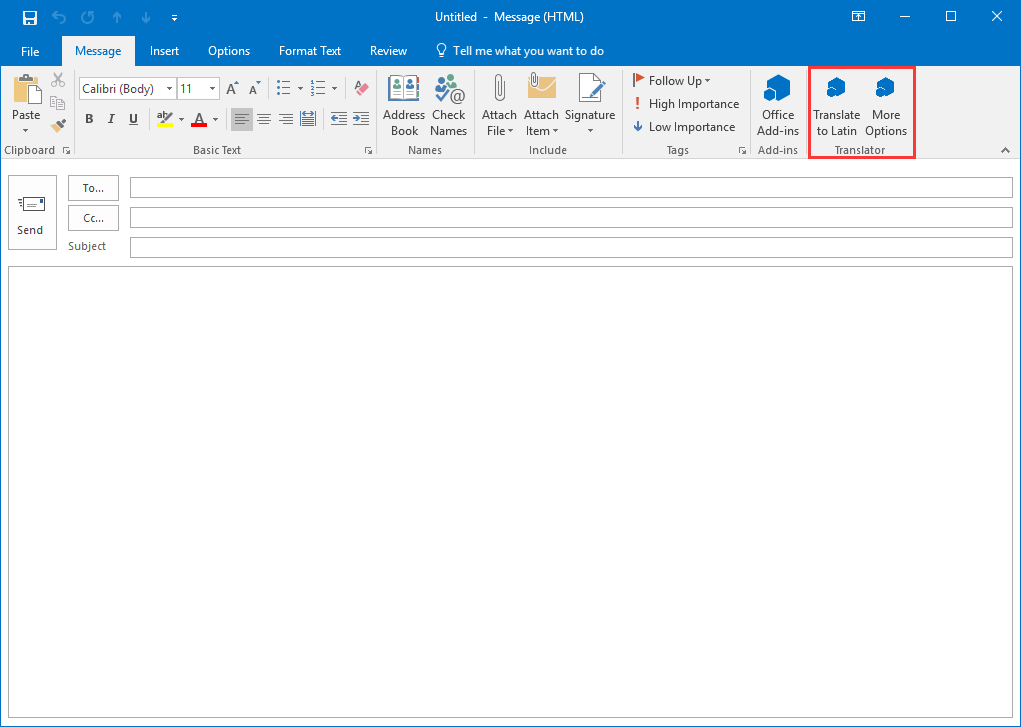 Untitled - Message (HTML)
File Message Insert Options Format Text Review Tell me what you want to do
Paste
Clipboard
Calibri (Body) 11
B I U ab A
Basic Text
Address Book
Check Names
Names
Attach File
Attach Item
Signature
Include
Follow Up
High Importance
Low Importance
Tags
Office Add-ins
Add-ins
Translate to Latin
More Options
Translator
Send
To...
Cc...
Subject